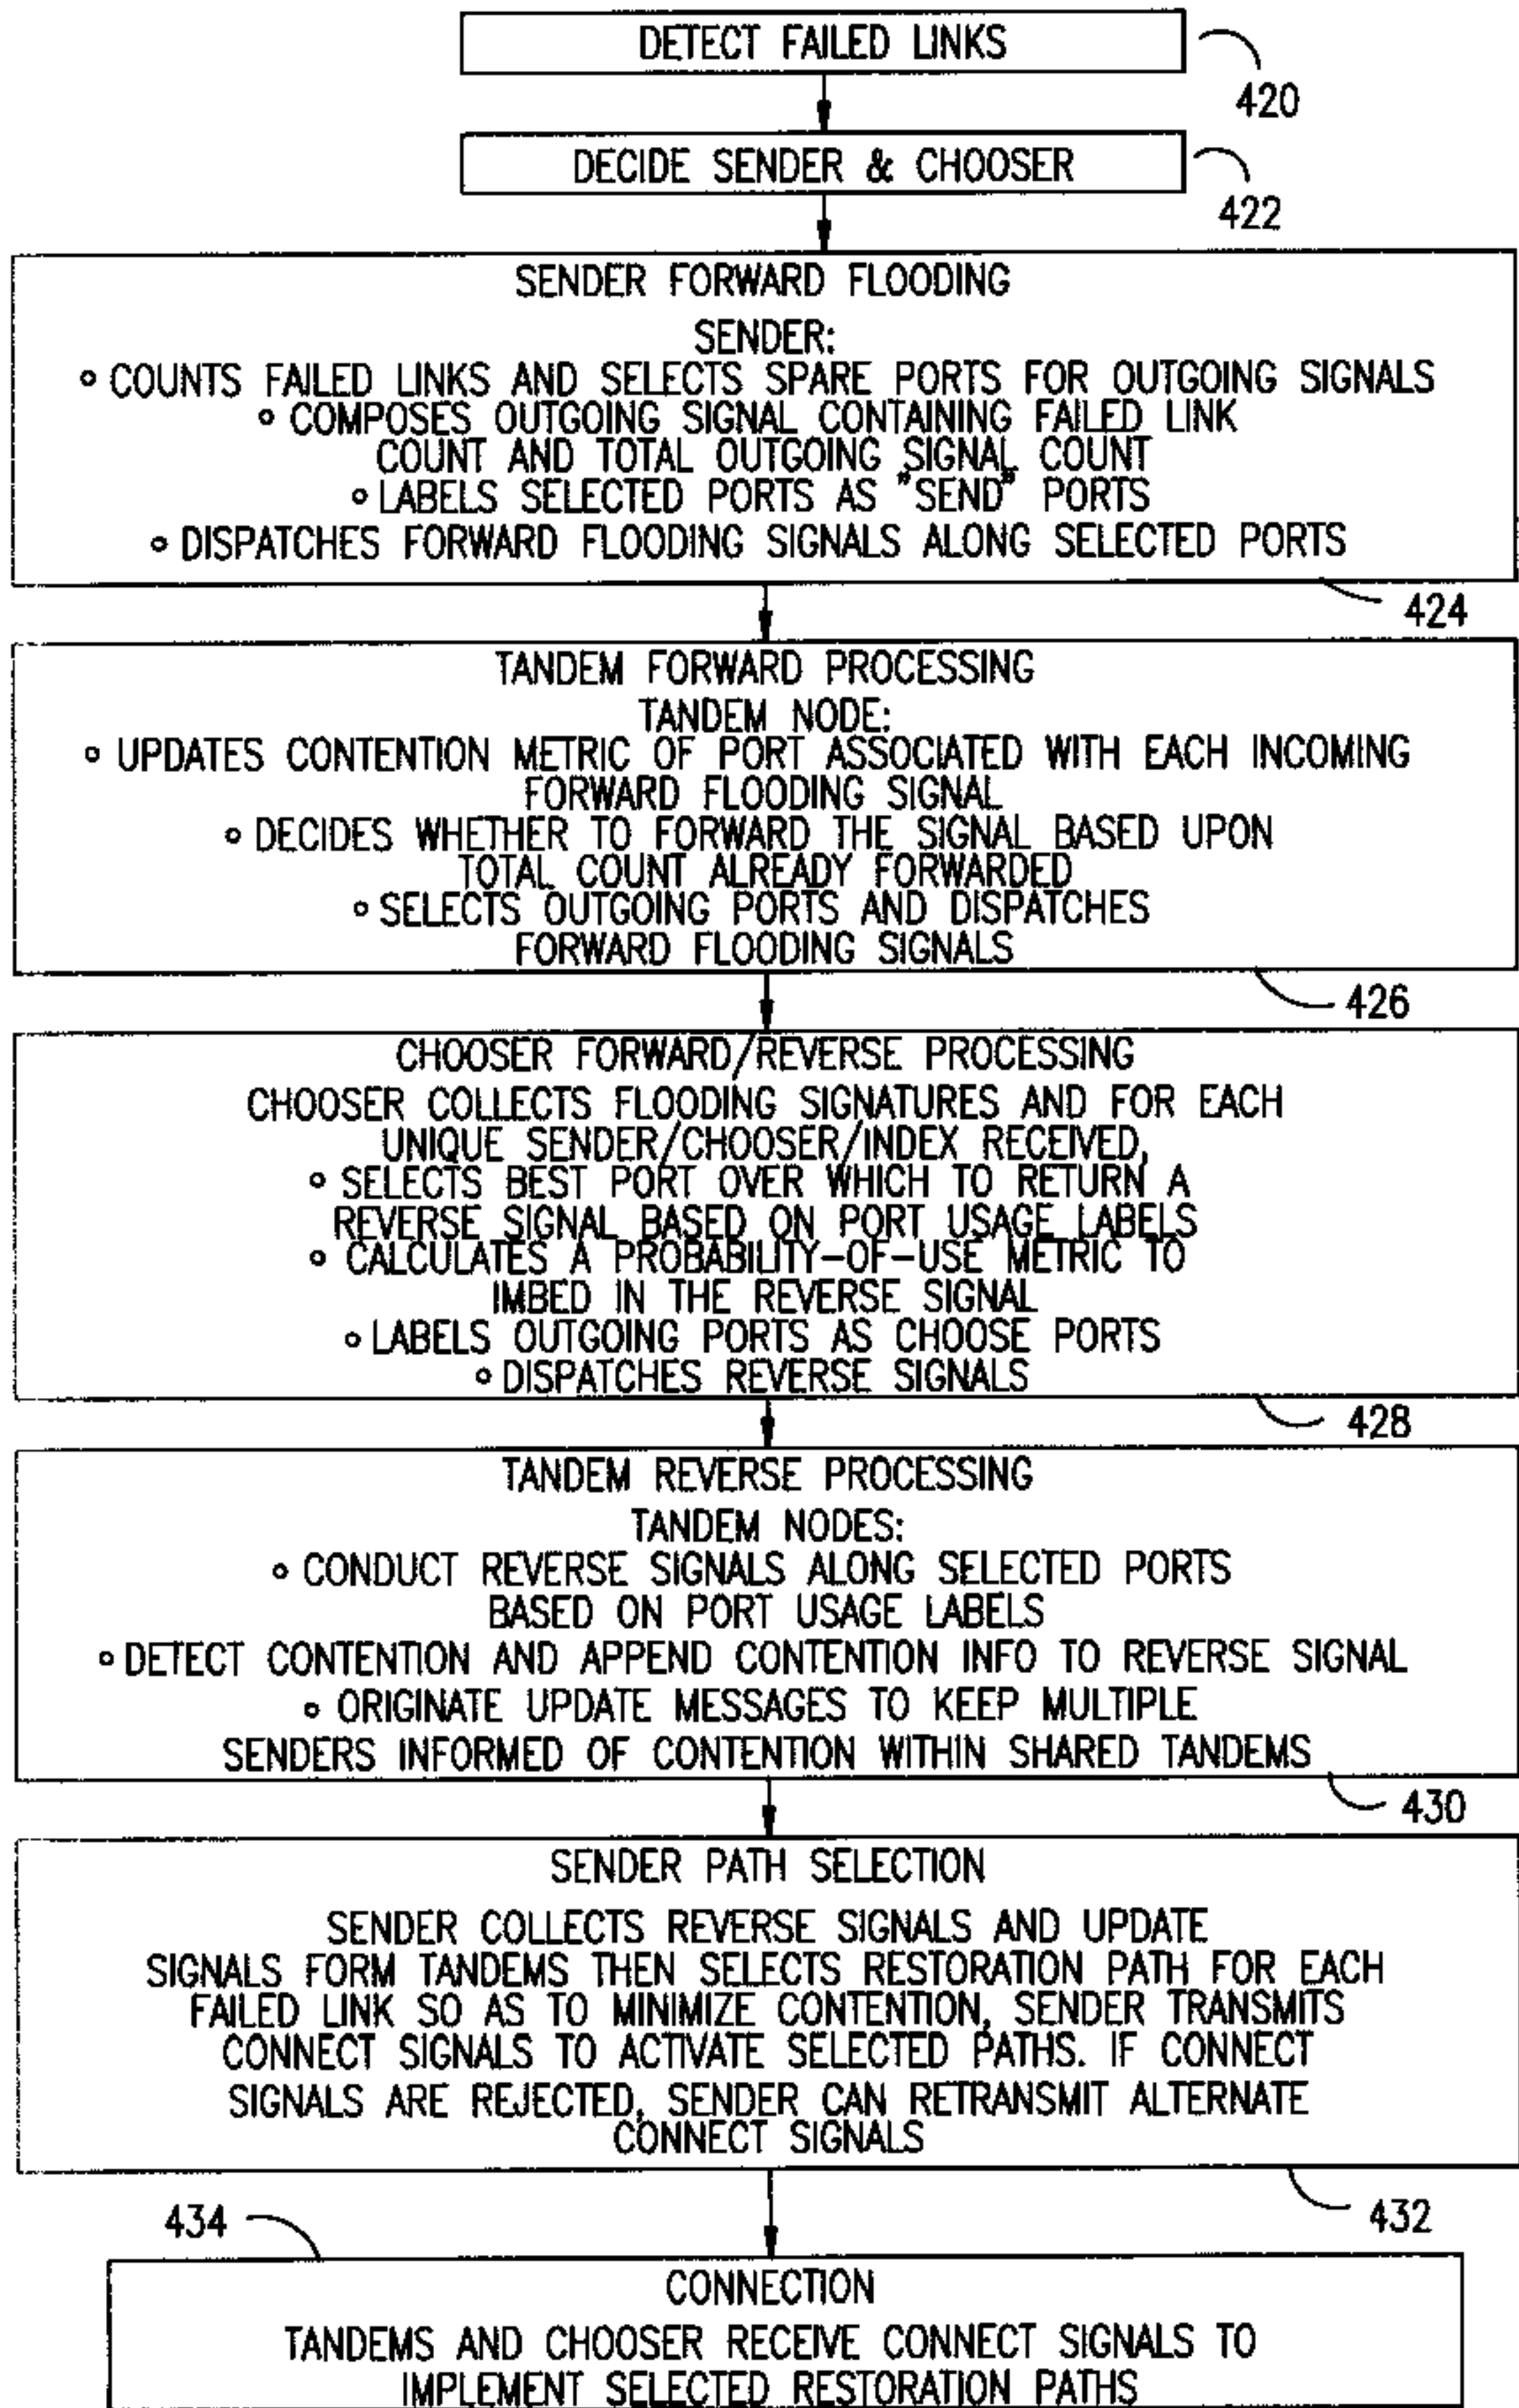 DETECT FAILED LINKS
420
DECIDE SENDER & CHOOSER
422
SENDER FORWARD FLOODING
SENDER:
∘ COUNTS FAILED LINKS AND SELECTS SPARE PORTS FOR OUTGOING SIGNALS
∘ COMPOSES OUTGOING SIGNAL CONTAINING FAILED LINK
COUNT AND TOTAL OUTGOING SIGNAL COUNT
∘ LABELS SELECTED PORTS AS "SEND" PORTS
∘ DISPATCHES FORWARD FLOODING SIGNALS ALONG SELECTED PORTS
424
TANDEM FORWARD PROCESSING
TANDEM NODE:
∘ UPDATES CONTENTION METRIC OF PORT ASSOCIATED WITH EACH INCOMING
FORWARD FLOODING SIGNAL
∘ DECIDES WHETHER TO FORWARD THE SIGNAL BASED UPON
TOTAL COUNT ALREADY FORWARDED
∘ SELECTS OUTGOING PORTS AND DISPATCHES
FORWARD FLOODING SIGNALS
426
CHOOSER FORWARD/REVERSE PROCESSING
CHOOSER COLLECTS FLOODING SIGNATURES AND FOR EACH
UNIQUE SENDER/CHOOSER/INDEX RECEIVED,
∘ SELECTS BEST PORT OVER WHICH TO RETURN A
REVERSE SIGNAL BASED ON PORT USAGE LABELS
∘ CALCULATES A PROBABILITY-OF-USE METRIC TO
IMBED IN THE REVERSE SIGNAL
∘ LABELS OUTGOING PORTS AS CHOOSE PORTS
∘ DISPATCHES REVERSE SIGNALS
428
TANDEM REVERSE PROCESSING
TANDEM NODES:
∘ CONDUCT REVERSE SIGNALS ALONG SELECTED PORTS
BASED ON PORT USAGE LABELS
∘ DETECT CONTENTION AND APPEND CONTENTION INFO TO REVERSE SIGNAL
∘ ORIGINATE UPDATE MESSAGES TO KEEP MULTIPLE
SENDERS INFORMED OF CONTENTION WITHIN SHARED TANDEMS
430
SENDER PATH SELECTION
SENDER COLLECTS REVERSE SIGNALS AND UPDATE
SIGNALS FORM TANDEMS THEN SELECTS RESTORATION PATH FOR EACH
FAILED LINK SO AS TO MINIMIZE CONTENTION, SENDER TRANSMITS
CONNECT SIGNALS TO ACTIVATE SELECTED PATHS. IF CONNECT
SIGNALS ARE REJECTED, SENDER CAN RETRANSMIT ALTERNATE
CONNECT SIGNALS
432
434
CONNECTION
TANDEMS AND CHOOSER RECEIVE CONNECT SIGNALS TO
IMPLEMENT SELECTED RESTORATION PATHS